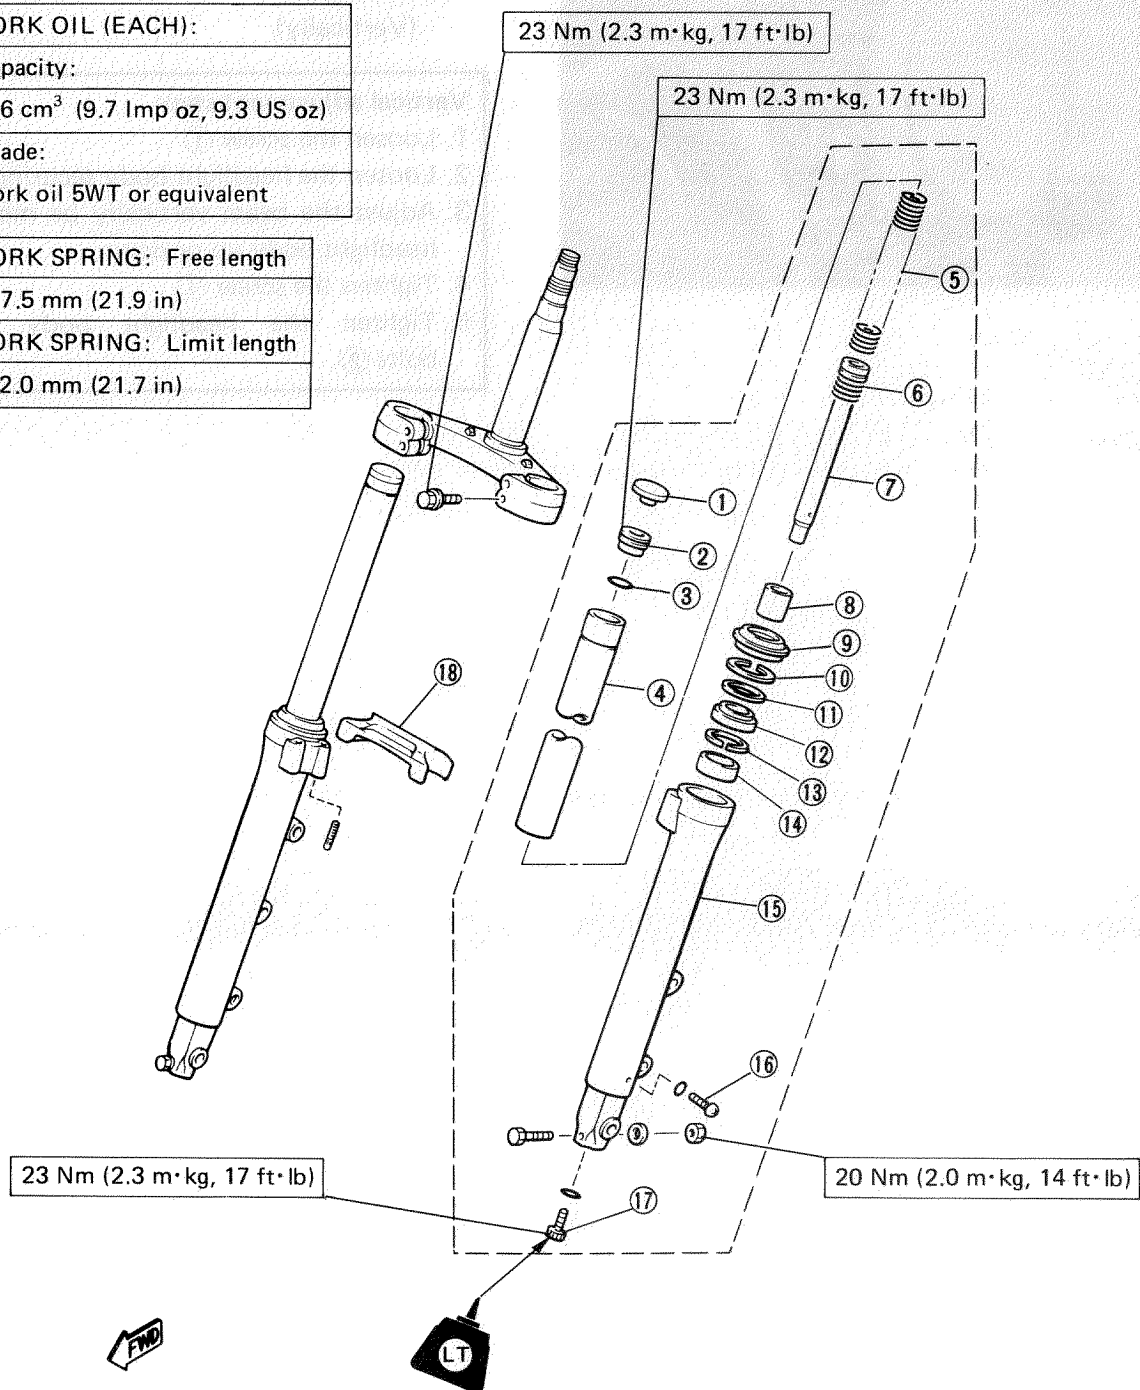 ORK OIL (EACH):
pacity:
6 cm³ (9.7 Imp oz, 9.3 US oz)
ade:
ork oil 5WT or equivalent
ORK SPRING: Free length
7.5 mm (21.9 in)
ORK SPRING: Limit length
2.0 mm (21.7 in)
23 Nm (2.3 m·kg, 17 ft·lb)
23 Nm (2.3 m·kg, 17 ft·lb)
①
②
③
④
⑤
⑥
⑦
⑧
⑨
⑩
⑪
⑫
⑬
⑭
⑮
⑯
⑰
⑱
23 Nm (2.3 m·kg, 17 ft·lb)
20 Nm (2.0 m·kg, 14 ft·lb)
LT
FWD